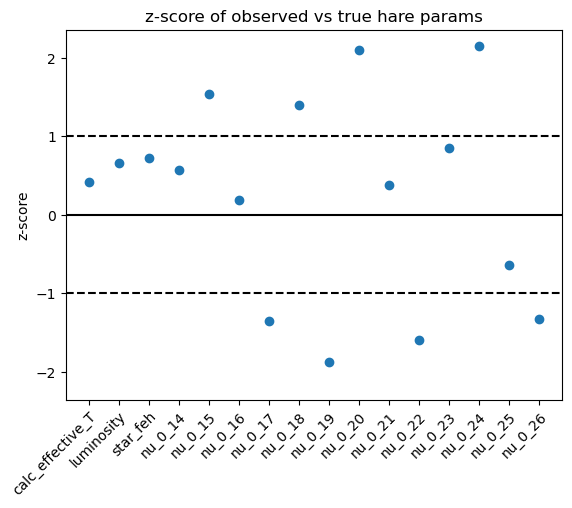 z-score of observed vs true hare params
z-score
2
1
0
−1
−2
calc_effective_T
luminosity
star_feh
nu_0_14
nu_0_15
nu_0_16
nu_0_17
nu_0_18
nu_0_19
nu_0_20
nu_0_21
nu_0_22
nu_0_23
nu_0_24
nu_0_25
nu_0_26